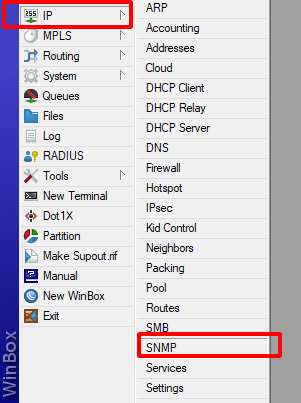 IP
MPLS
Routing
System
Queues
Files
Log
RADIUS
Tools
New Terminal
Dot1X
Partition
Make Supout.rif
Manual
New WinBox
Exit
ARP
Accounting
Addresses
Cloud
DHCP Client
DHCP Relay
DHCP Server
DNS
Firewall
Hotspot
IPsec
Kid Control
Neighbors
Packing
Pool
Routes
SMB
SNMP
Services
Settings
WinBox